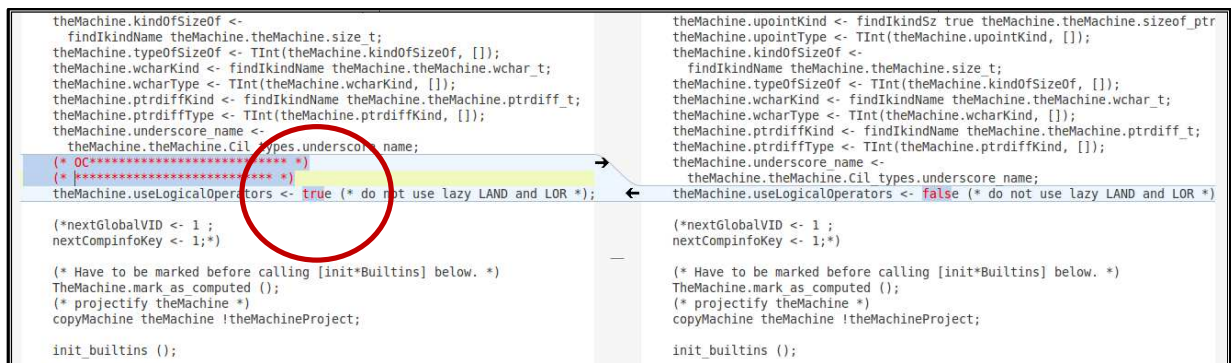 theMachine.kindOfSizeOf <-
findIkindName theMachine.theMachine.size_t;
theMachine.typeOfSizeOf <- TInt(theMachine.kindOfSizeOf, []);
theMachine.wcharKind <- findIkindName theMachine.theMachine.wchar_t;
theMachine.wcharType <- TInt(theMachine.wcharKind, []);
theMachine.ptrdiffKind <- findIkindName theMachine.theMachine.ptrdiff_t;
theMachine.ptrdiffType <- TInt(theMachine.ptrdiffKind, []);
theMachine.underscore_name <-
theMachine.theMachine.Cil_types.underscore_name;
(* OC*************************** *)
(* *************************** *)
theMachine.useLogicalOperators <- true (* do not use lazy LAND and LOR *);
(*nextGlobalVID <- 1 ;
nextCompinfoKey <- 1;*)
(* Have to be marked before calling [init*Builtins] below. *)
TheMachine.mark_as_computed ();
(* projectify theMachine *)
copyMachine theMachine !theMachineProject;
init_builtins ();
theMachine.upointKind <- findIkindSz true theMachine.theMachine.sizeof_ptr
theMachine.upointType <- TInt(theMachine.upointKind, []);
theMachine.kindOfSizeOf <-
findIkindName theMachine.theMachine.size_t;
theMachine.typeOfSizeOf <- TInt(theMachine.kindOfSizeOf, []);
theMachine.wcharKind <- findIkindName theMachine.theMachine.wchar_t;
theMachine.wcharType <- TInt(theMachine.wcharKind, []);
theMachine.ptrdiffKind <- findIkindName theMachine.theMachine.ptrdiff_t;
theMachine.ptrdiffType <- TInt(theMachine.ptrdiffKind, []);
theMachine.underscore_name <-
theMachine.theMachine.Cil_types.underscore_name;
theMachine.useLogicalOperators <- false (* do not use lazy LAND and LOR *)
(*nextGlobalVID <- 1 ;
nextCompinfoKey <- 1;*)
(* Have to be marked before calling [init*Builtins] below. *)
TheMachine.mark_as_computed ();
(* projectify theMachine *)
copyMachine theMachine !theMachineProject;
init_builtins ();